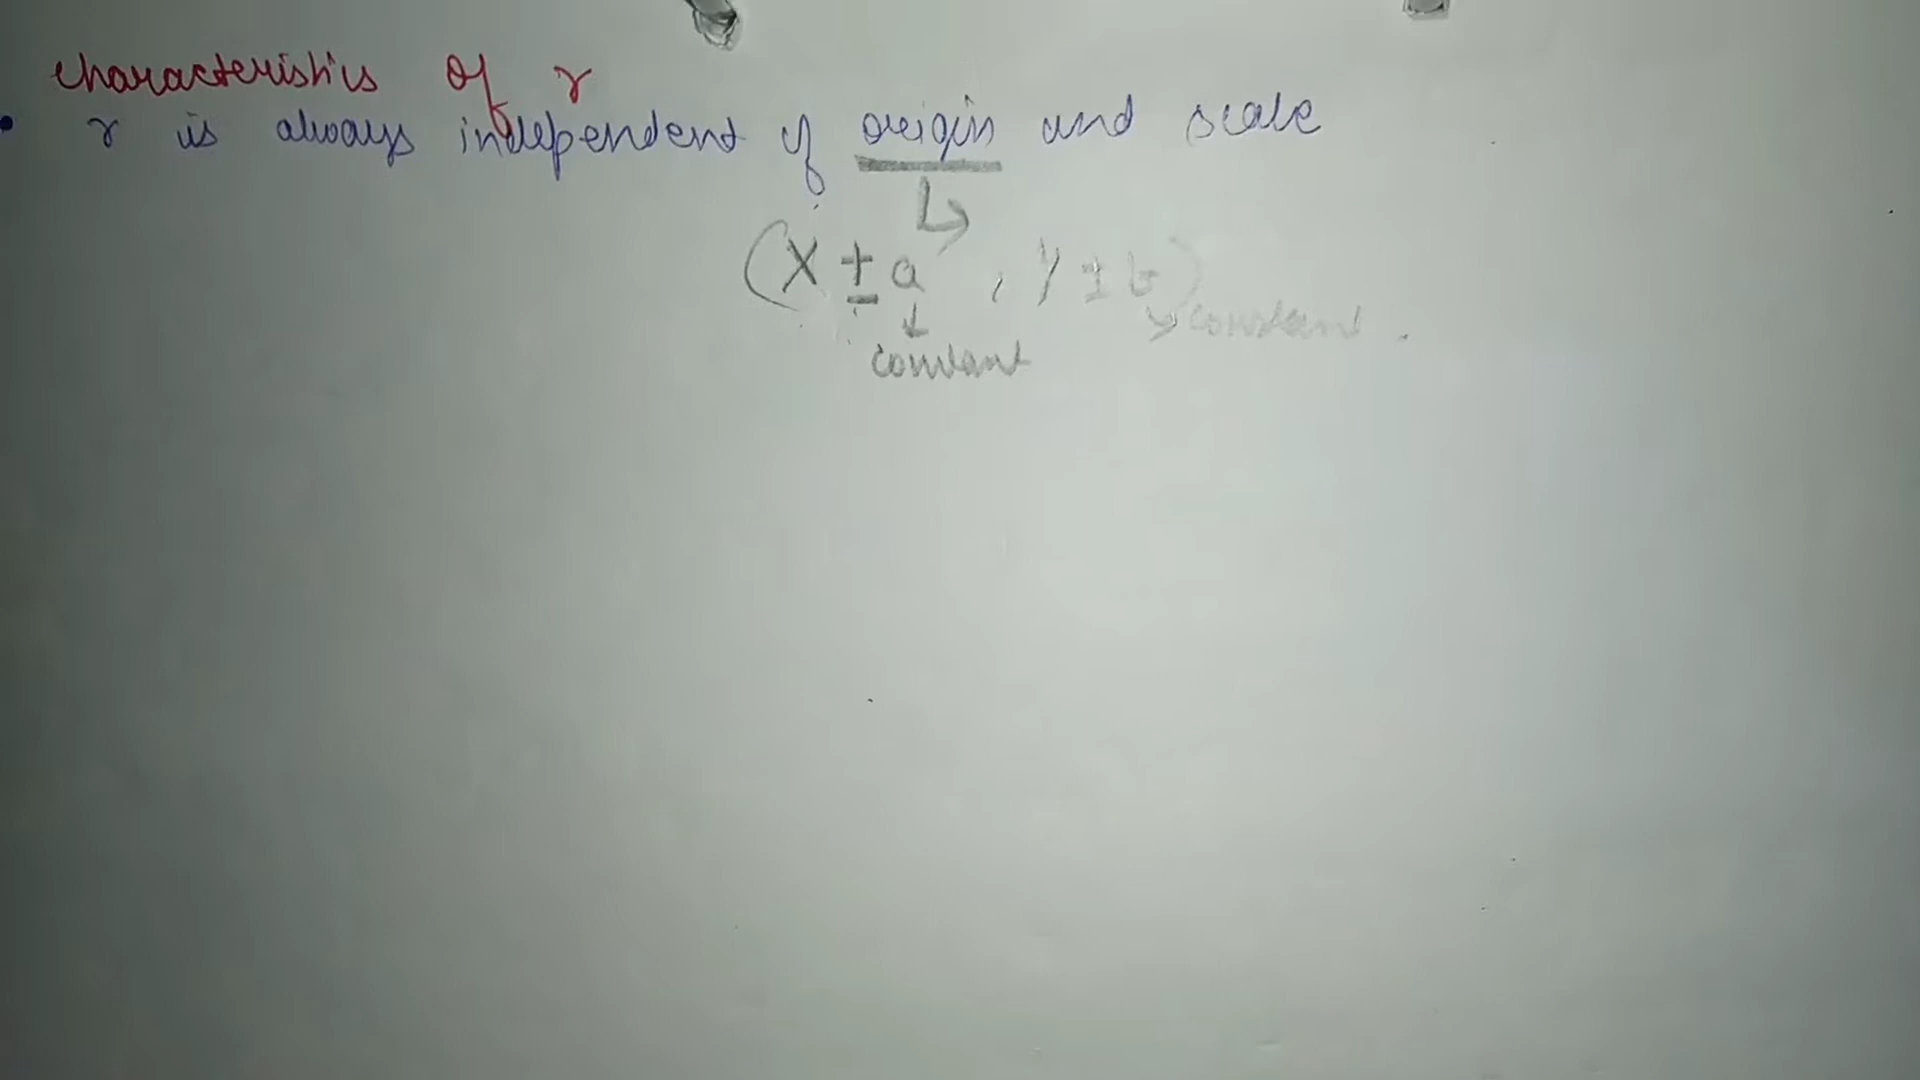 characteristics of r
• r is always independent of origin and scale
↳
(X ± a , Y ± b)
↓ ↘ constant .
constant